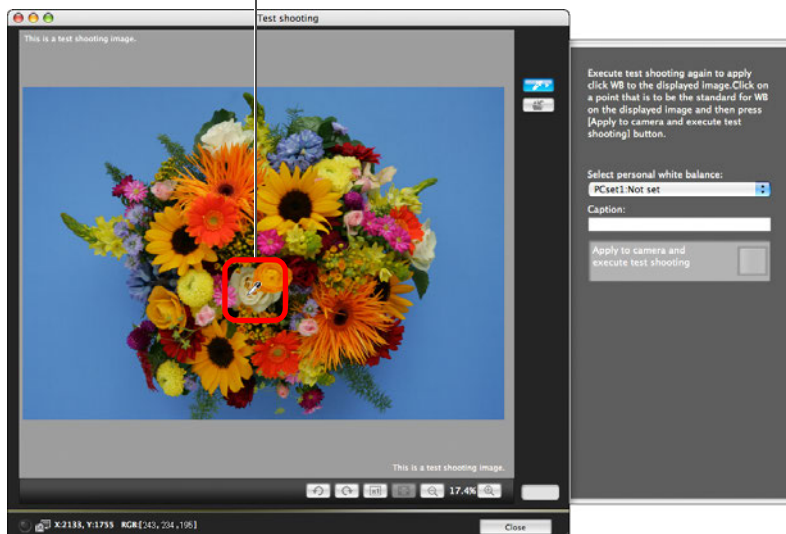 Test shooting
This is a test shooting image.
Execute test shooting again to apply
click WB to the displayed image.Click on
a point that is to be the standard for WB
on the displayed image and then press
[Apply to camera and execute test
shooting] button.
Select personal white balance:
PCset1:Not set
Caption:
Apply to camera and
execute test shooting
This is a test shooting image.
17.4%
X:2133, Y:1755 RGB[243, 234 ,195]
Close